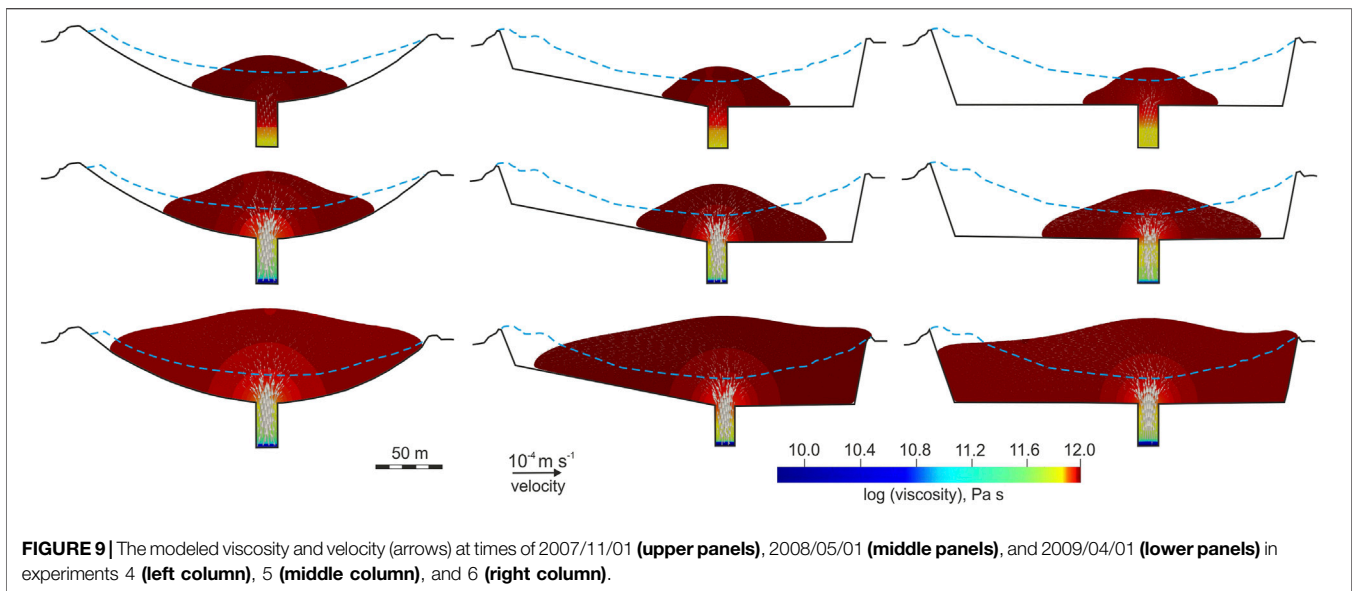 50 m
10⁻⁴ m s⁻¹
velocity
10.0 10.4 10.8 11.2 11.6 12.0
log (viscosity), Pa s
FIGURE 9 | The modeled viscosity and velocity (arrows) at times of 2007/11/01 (upper panels), 2008/05/01 (middle panels), and 2009/04/01 (lower panels) in
experiments 4 (left column), 5 (middle column), and 6 (right column).